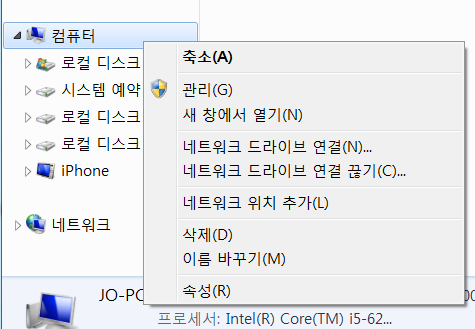 컴퓨터
로컬 디스크
시스템 예약
로컬 디스크
로컬 디스크
iPhone
네트워크
축소(A)
관리(G)
새 창에서 열기(N)
네트워크 드라이브 연결(N)...
네트워크 드라이브 연결 끊기(C)...
네트워크 위치 추가(L)
삭제(D)
이름 바꾸기(M)
속성(R)
JO-PC
프로세서: Intel(R) Core(TM) i5-62...